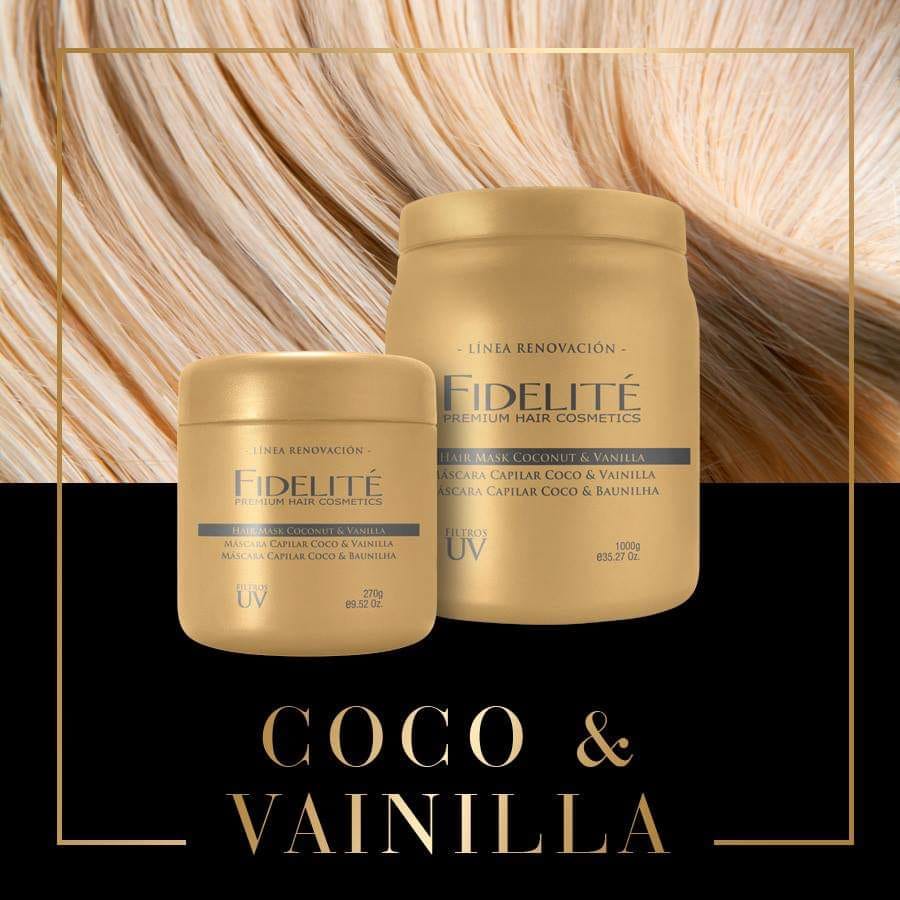 - LÍNEA RENOVACIÓN -
FIDELITÉ
PREMIUM HAIR COSMETICS
HAIR MASK COCONUT & VANILLA
MÁSCARA CAPILAR COCO & VAINILLA
MÁSCARA CAPILAR COCO & BAUNILHA
FILTROS
UV
1000g
e35.27 Oz.
- LÍNEA RENOVACIÓN -
FIDELITÉ
PREMIUM HAIR COSMETICS
HAIR MASK COCONUT & VANILLA
MÁSCARA CAPILAR COCO & VAINILLA
MÁSCARA CAPILAR COCO & BAUNILHA
FILTROS
UV
270g
e9.52 Oz.
COCO &
VAINILLA